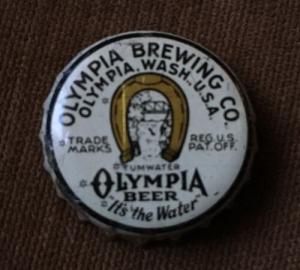 OLYMPIA BREWING CO.
OLYMPIA, WASH., U.S.A.
TRADE MARKS
REG. U.S. PAT. OFF.
TUMWATER
OLYMPIA
BEER
"It's the Water"